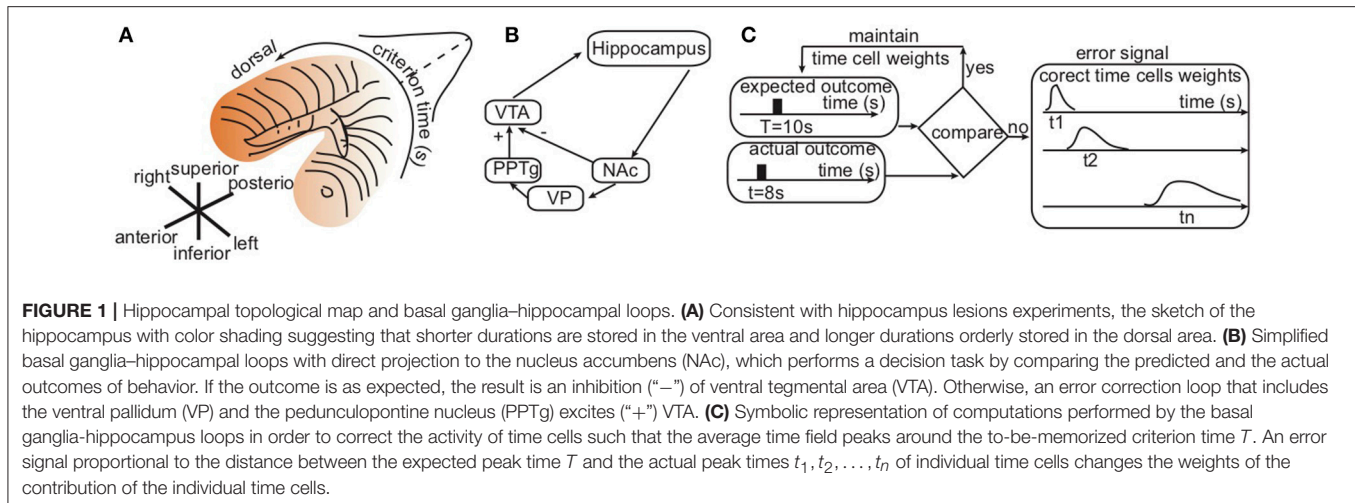 A
dorsal
criterion time (s)
right
superior
posterio
anterior
inferior
left
B
Hippocampus
VTA
+
-
PPTg
NAc
VP
C
maintain
time cell weights
yes
expected outcome
time (s)
T=10s
compare
no
actual outcome
time (s)
t=8s
error signal
corect time cells weights
time (s)
t1
t2
tn
FIGURE 1 | Hippocampal topological map and basal ganglia–hippocampal loops. (A) Consistent with hippocampus lesions experiments, the sketch of the
hippocampus with color shading suggesting that shorter durations are stored in the ventral area and longer durations orderly stored in the dorsal area. (B) Simplified
basal ganglia–hippocampal loops with direct projection to the nucleus accumbens (NAc), which performs a decision task by comparing the predicted and the actual
outcomes of behavior. If the outcome is as expected, the result is an inhibition (“−”) of ventral tegmental area (VTA). Otherwise, an error correction loop that includes
the ventral pallidum (VP) and the pedunculopontine nucleus (PPTg) excites (“+”) VTA. (C) Symbolic representation of computations performed by the basal
ganglia-hippocampus loops in order to correct the activity of time cells such that the average time field peaks around the to-be-memorized criterion time T. An error
signal proportional to the distance between the expected peak time T and the actual peak times t1, t2, . . . , tn of individual time cells changes the weights of the
contribution of the individual time cells.